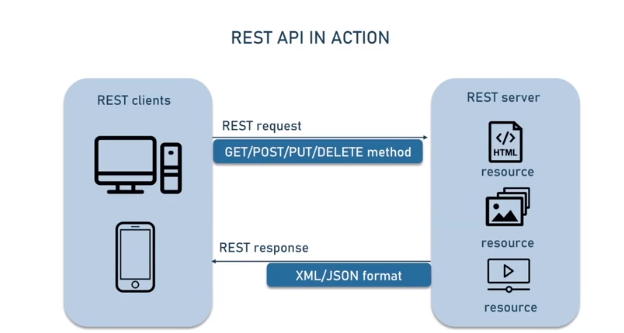 REST API IN ACTION
REST clients
REST server
REST request
GET/POST/PUT/DELETE method
HTML
resource
resource
REST response
XML/JSON format
resource